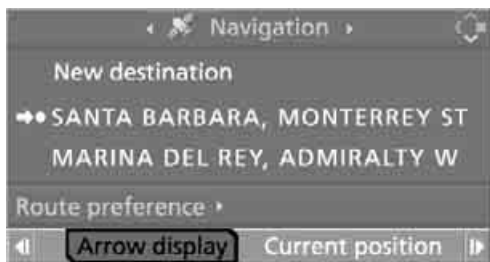 Navigation
New destination
SANTA BARBARA, MONTERREY ST
MARINA DEL REY, ADMIRALTY W
Route preference
Arrow display Current position